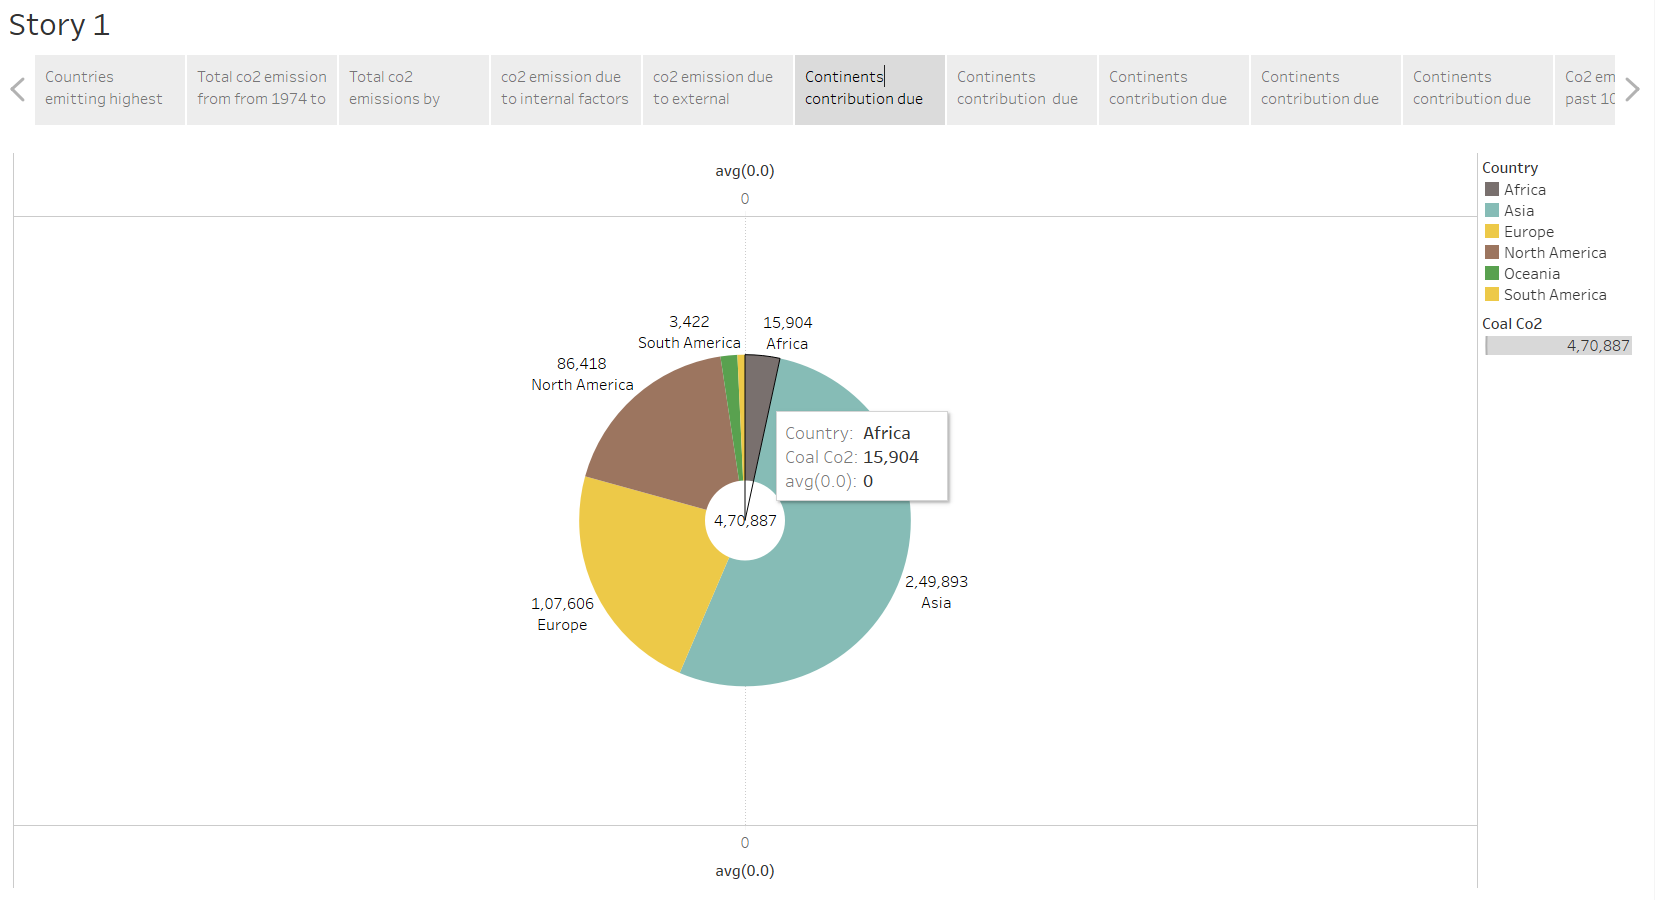 Story 1
Countries
emitting highest
Total co2 emission
from from 1974 to
Total co2
emissions by
co2 emission due
to internal factors
co2 emission due
to external
Continents
contribution due
Continents
contribution due
Continents
contribution due
Continents
contribution due
Continents
contribution due
Co2 em
past 10
avg(0.0)
0
Country
Africa
Asia
Europe
North America
Oceania
South America
Coal Co2
4,70,887
3,422
South America
15,904
Africa
86,418
North America
Country: Africa
Coal Co2: 15,904
avg(0.0): 0
4,70,887
2,49,893
Asia
1,07,606
Europe
0
avg(0.0)